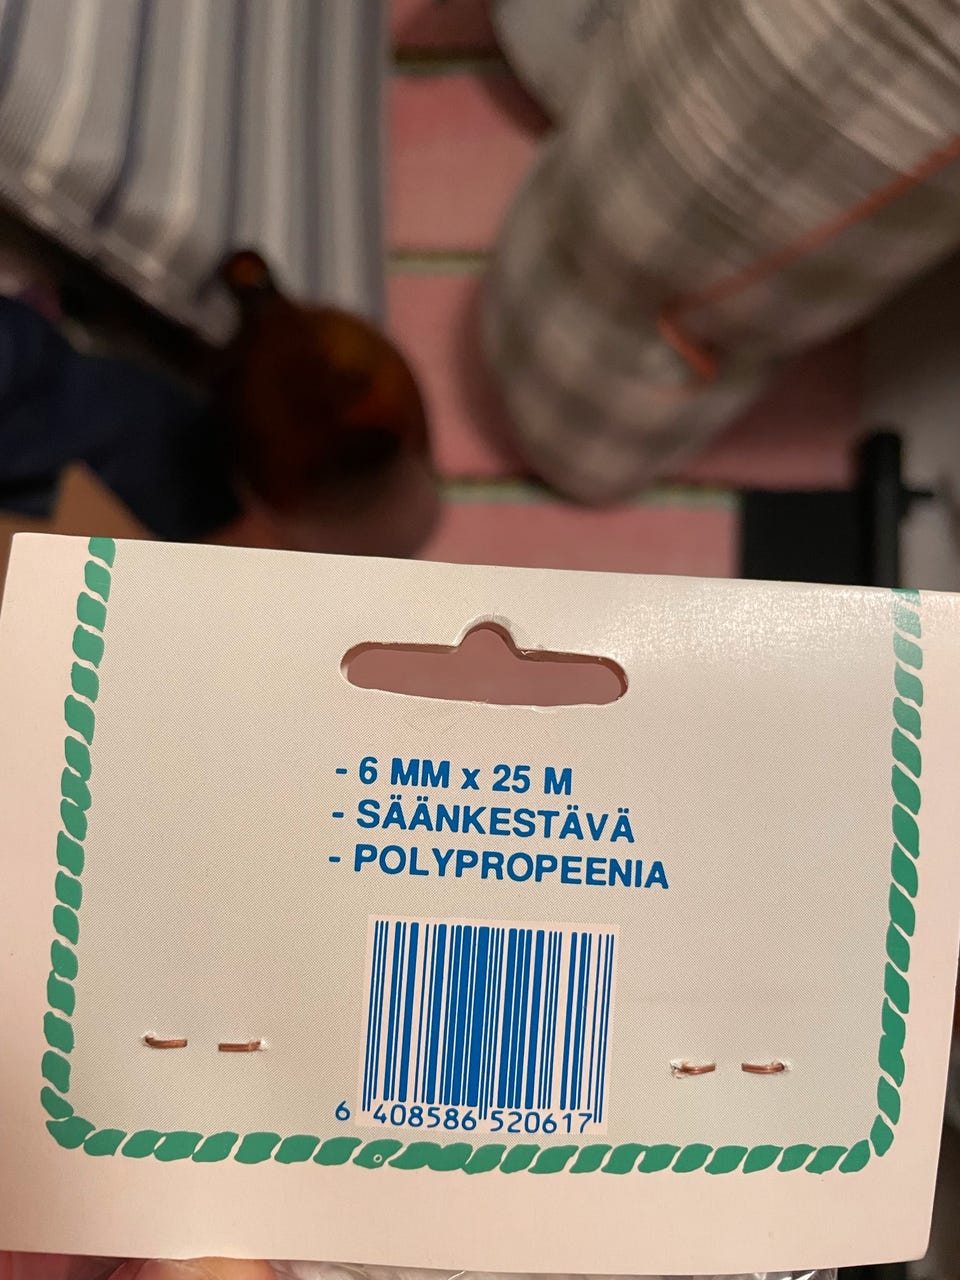 - 6 MM x 25 M
- SÄÄNKESTÄVÄ
- POLYPROPEENIA
6 408586 520617